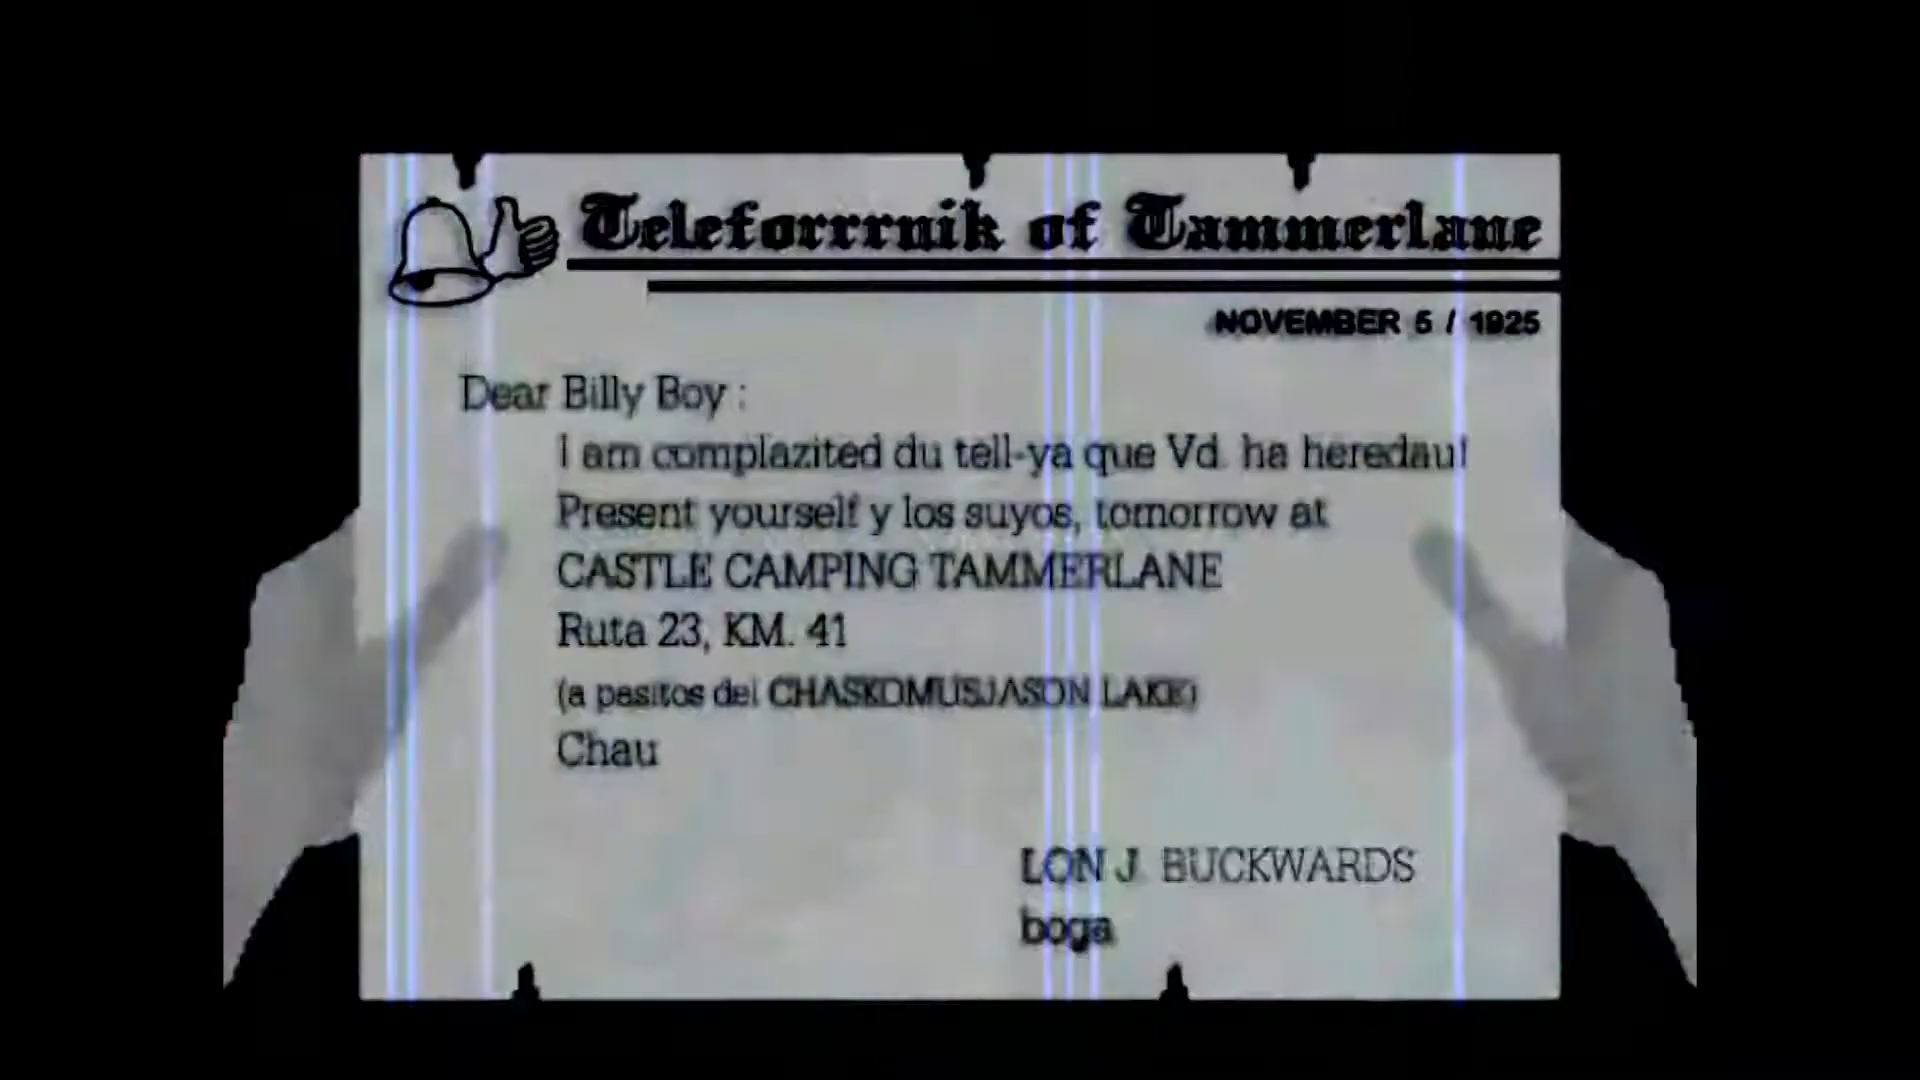 Teleforrrnik of Tammerlane
NOVEMBER 5 / 1925
Dear Billy Boy :
I am complazited du tell-ya que Vd. ha heredau!
Present yourself y los suyos, tomorrow at
CASTLE CAMPING TAMMERLANE
Ruta 23, KM. 41
(a pasitos del CHASKOMUSJASON LAKE)
Chau
LON J. BUCKWARDS
boga